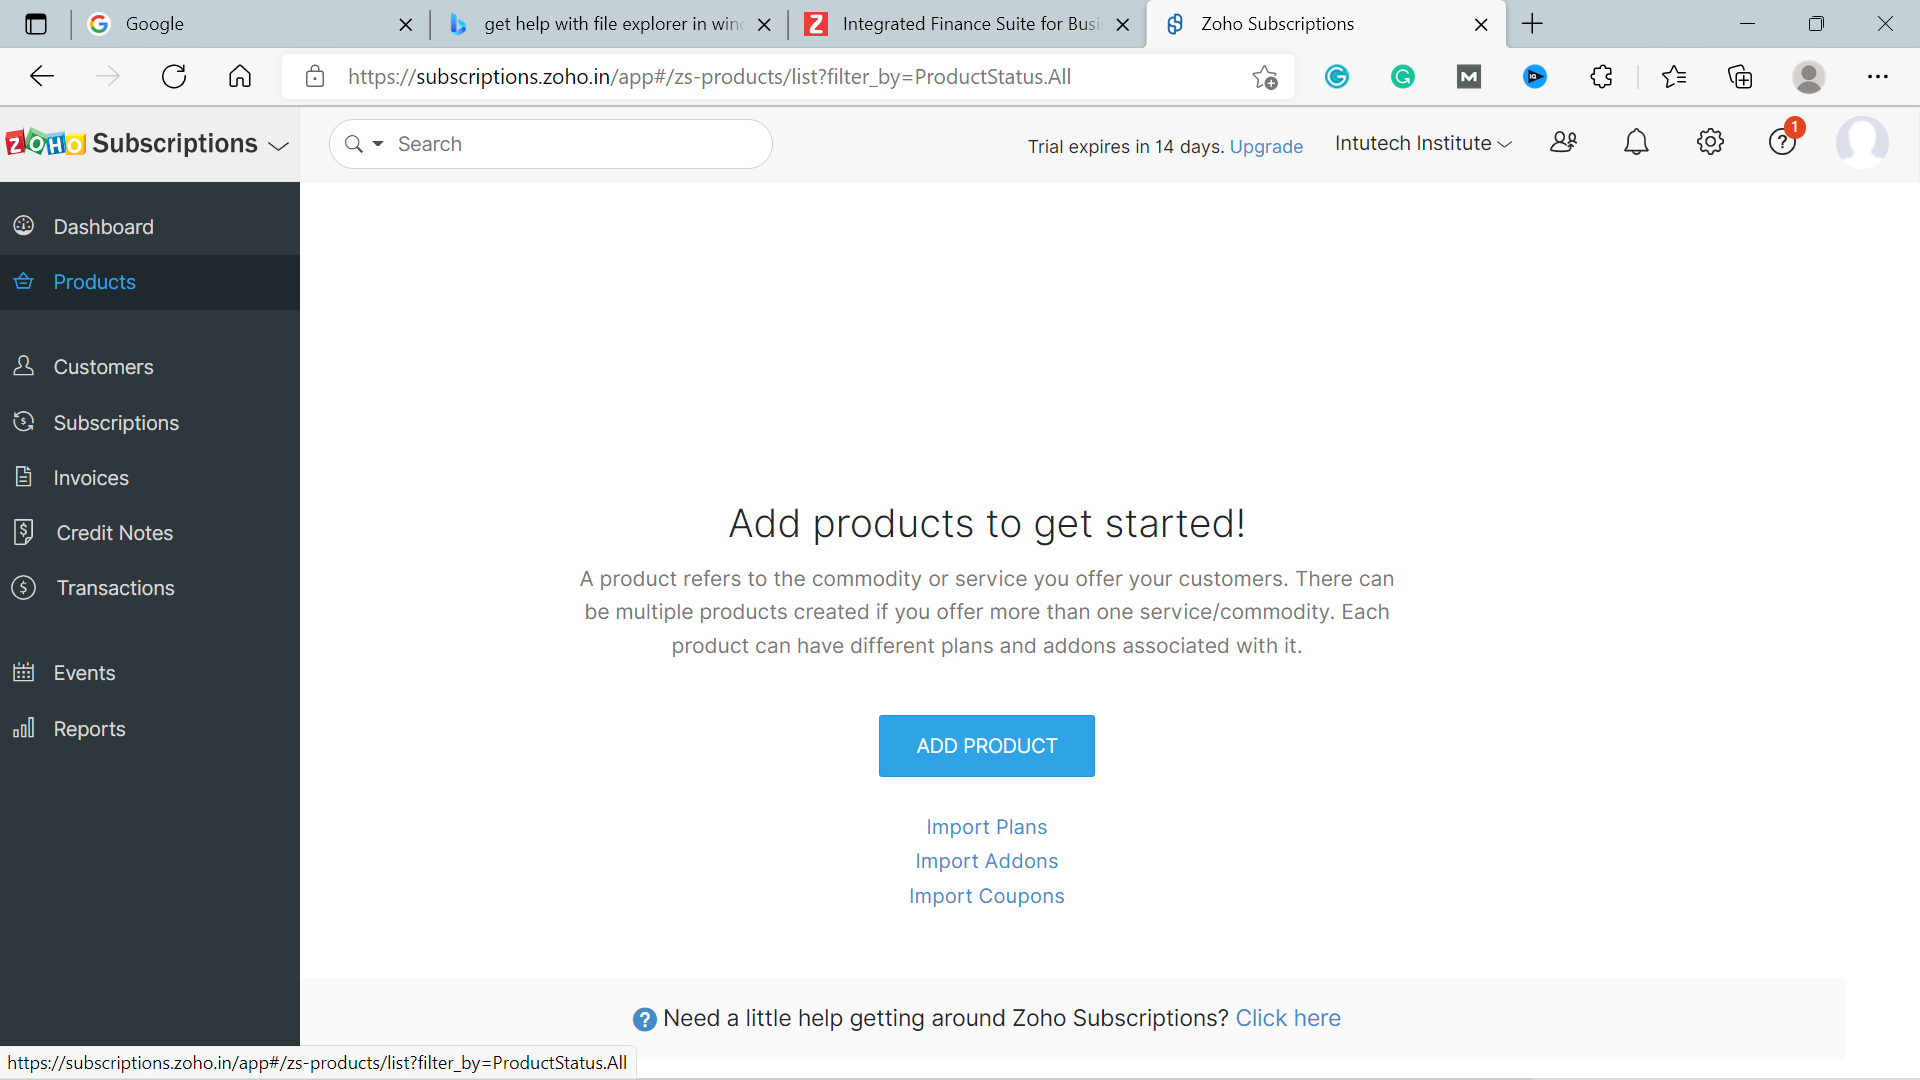 Google
get help with file explorer in win
Integrated Finance Suite for Busi
Zoho Subscriptions
https://subscriptions.zoho.in/app#/zs-products/list?filter_by=ProductStatus.All
ZOHO Subscriptions
Search
Trial expires in 14 days. Upgrade
Intutech Institute
1
Dashboard
Products
Customers
Subscriptions
Invoices
Credit Notes
Transactions
Events
Reports
Add products to get started!
A product refers to the commodity or service you offer your customers. There can
be multiple products created if you offer more than one service/commodity. Each
product can have different plans and addons associated with it.
ADD PRODUCT
Import Plans
Import Addons
Import Coupons
Need a little help getting around Zoho Subscriptions? Click here
https://subscriptions.zoho.in/app#/zs-products/list?filter_by=ProductStatus.All